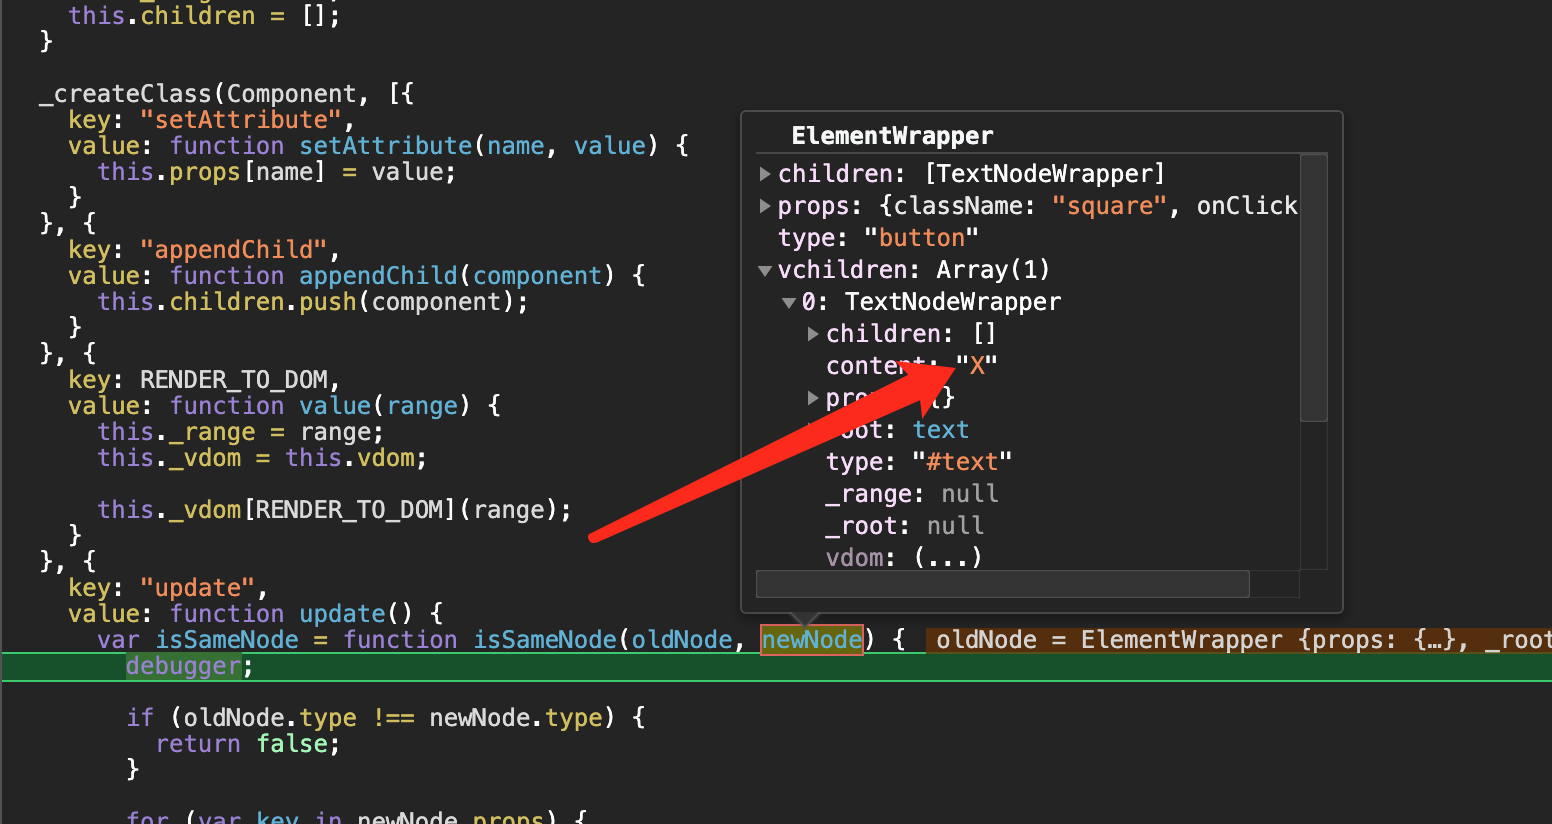 this.children = [];
}
_createClass(Component, [{
key: "setAttribute",
value: function setAttribute(name, value) {
this.props[name] = value;
}
}, {
key: "appendChild",
value: function appendChild(component) {
this.children.push(component);
}
}, {
key: RENDER_TO_DOM,
value: function value(range) {
this._range = range;
this._vdom = this.vdom;
this._vdom[RENDER_TO_DOM](range);
}
}, {
key: "update",
value: function update() {
var isSameNode = function isSameNode(oldNode, newNode) { oldNode = ElementWrapper {props: {…}, _root
debugger;
if (oldNode.type !== newNode.type) {
return false;
}
for (var key in newNode.props) {
ElementWrapper
children: [TextNodeWrapper]
props: {className: "square", onClick
type: "button"
vchildren: Array(1)
0: TextNodeWrapper
children: []
content: "X"
{}
text
type: "#text"
_range: null
_root: null
vdom: (...)